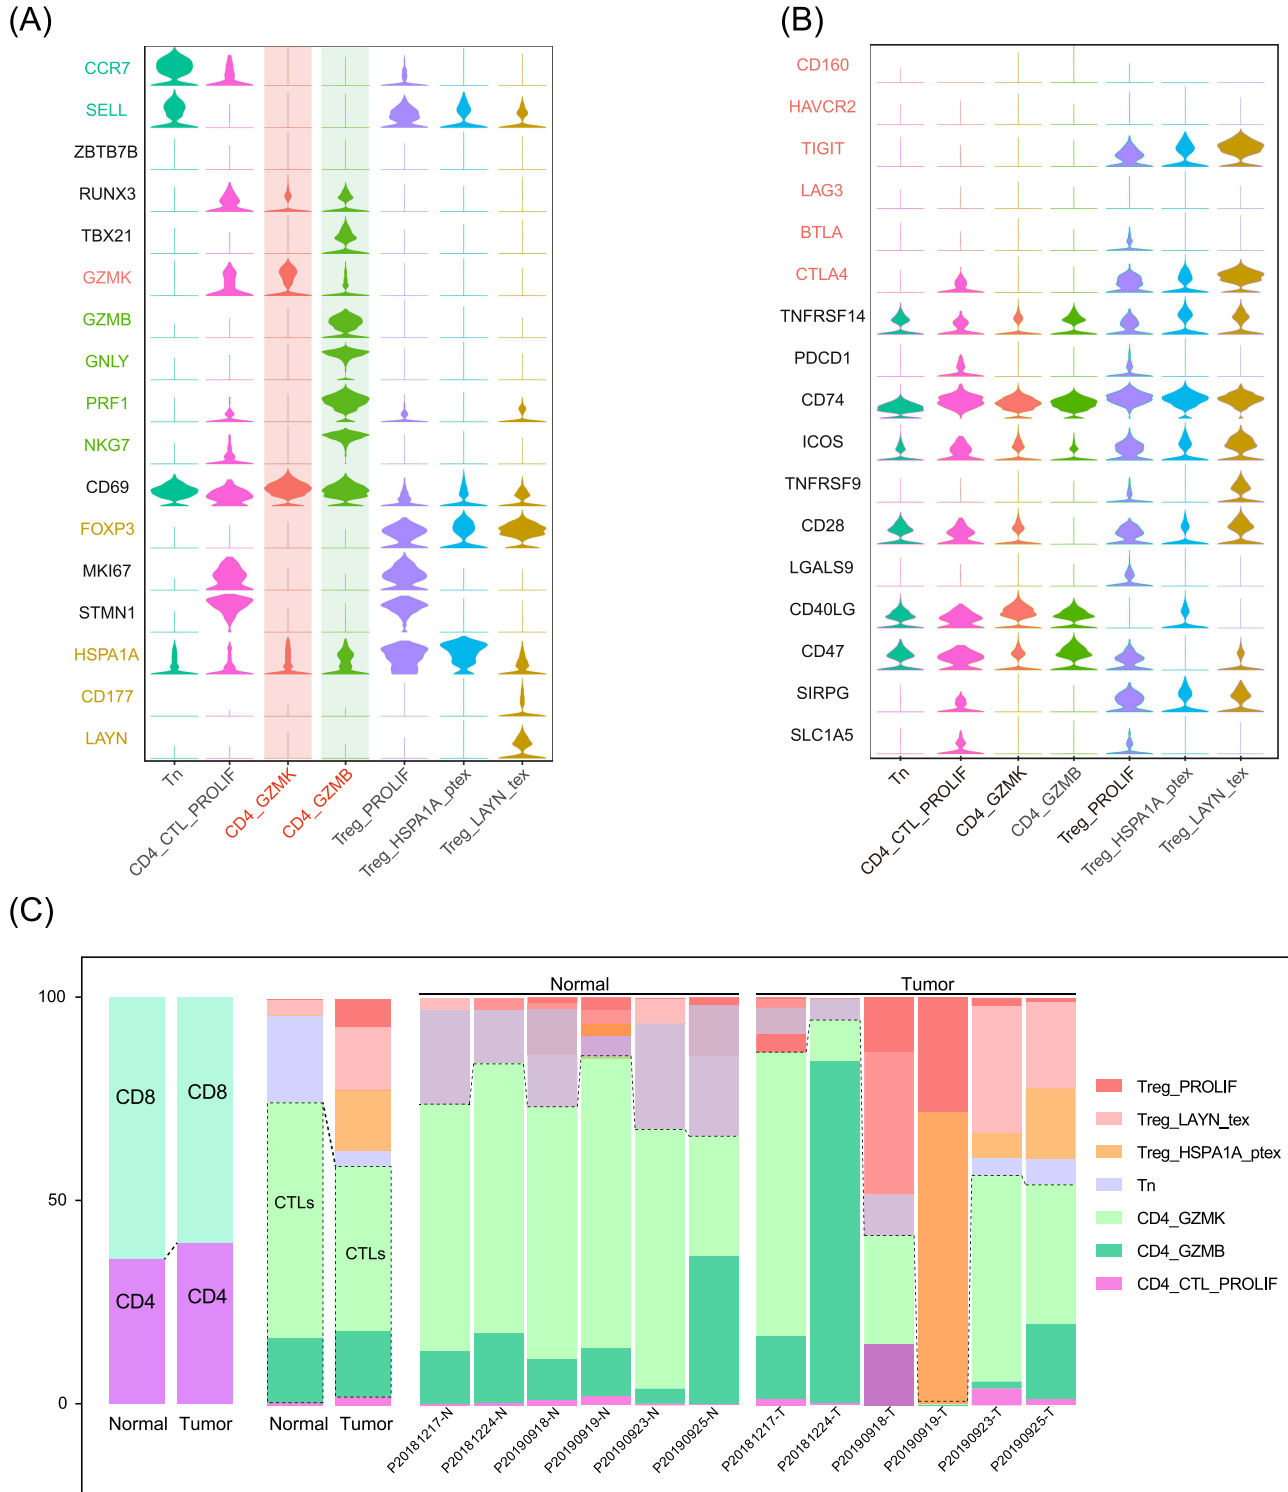 (A)
CCR7
SELL
ZBTB7B
RUNX3
TBX21
GZMK
GZMB
GNLY
PRF1
NKG7
CD69
FOXP3
MKI67
STMN1
HSPA1A
CD177
LAYN
Tn
CD4_CTL_PROLIF
CD4_GZMK
CD4_GZMB
Treg_PROLIF
Treg_HSPA1A_ptex
Treg_LAYN_tex
(B)
CD160
HAVCR2
TIGIT
LAG3
BTLA
CTLA4
TNFRSF14
PDCD1
CD74
ICOS
TNFRSF9
CD28
LGALS9
CD40LG
CD47
SIRPG
SLC1A5
Tn
CD4_CTL_PROLIF
CD4_GZMK
CD4_GZMB
Treg_PROLIF
Treg_HSPA1A_ptex
Treg_LAYN_tex
(C)
Normal
Tumor
100
50
0
CD8
CD8
CD4
CD4
CTLs
CTLs
Normal
Tumor
Normal
Tumor
P20181217-N
P20181224-N
P20190918-N
P20190919-N
P20190923-N
P20190925-N
P20181217-T
P20181224-T
P20190918-T
P20190919-T
P20190923-T
P20190925-T
Treg_PROLIF
Treg_LAYN_tex
Treg_HSPA1A_ptex
Tn
CD4_GZMK
CD4_GZMB
CD4_CTL_PROLIF